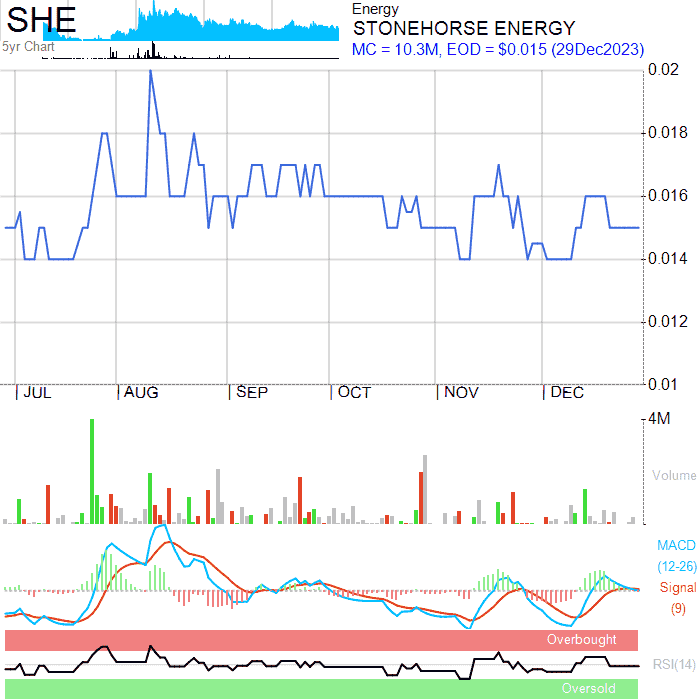 SHE
5yr Chart
Energy
STONEHORSE ENERGY
MC = 10.3M, EOD = $0.015 (29Dec2023)
0.02
0.018
0.016
0.014
0.012
0.01
JUL AUG SEP OCT NOV DEC
4M
Volume
MACD
(12-26)
Signal
(9)
Overbought
RSI(14)
Oversold